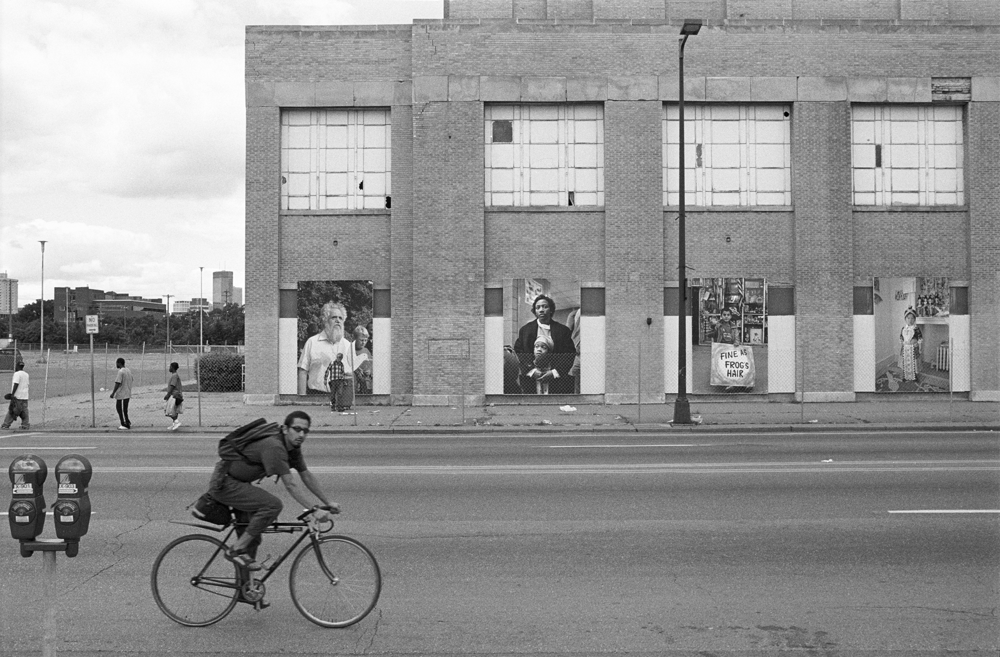 NO
PARKING
FINE AS
FROG'S
HAIR
X-901
X-903